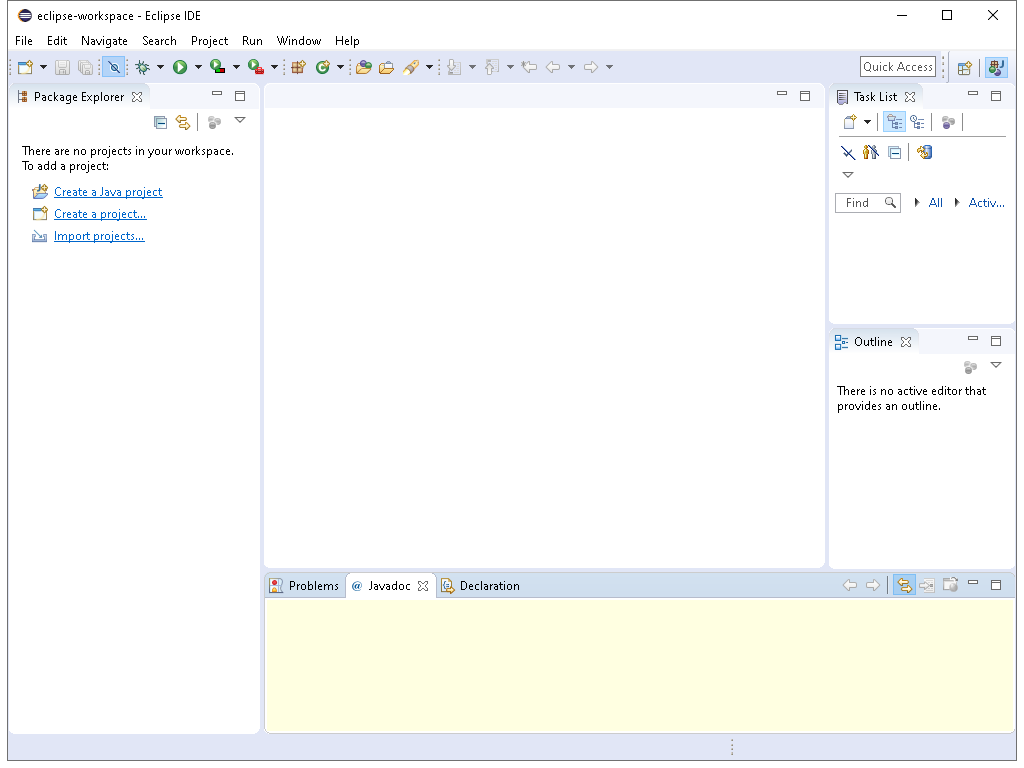 eclipse-workspace - Eclipse IDE
File Edit Navigate Search Project Run Window Help
Quick Access
Package Explorer
There are no projects in your workspace.
To add a project:
Create a Java project
Create a project...
Import projects...
Task List
Find All Activ...
Outline
There is no active editor that
provides an outline.
Problems @ Javadoc Declaration